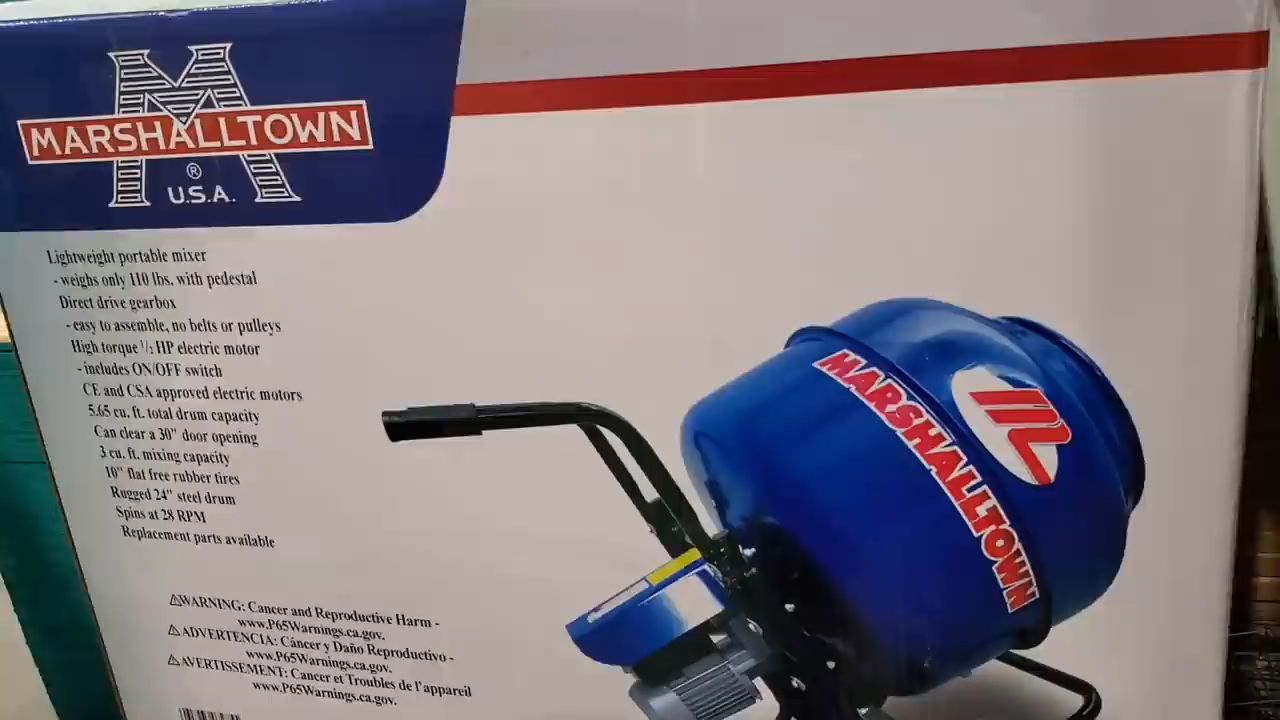 MARSHALLTOWN
®
U.S.A.
Lightweight portable mixer
- weighs only 110 lbs. with pedestal
Direct drive gearbox
- easy to assemble, no belts or pulleys
High torque 1/2 HP electric motor
- includes ON/OFF switch
CE and CSA approved electric motors
5.65 cu. ft. total drum capacity
Can clear a 30" door opening
3 cu. ft. mixing capacity
10" flat free rubber tires
Rugged 24" steel drum
Spins at 28 RPM
Replacement parts available
⚠WARNING: Cancer and Reproductive Harm -
www.P65Warnings.ca.gov.
⚠ADVERTENCIA: Cáncer y Daño Reproductivo -
www.P65Warnings.ca.gov.
⚠AVERTISSEMENT: Cancer et Troubles de l'appareil
www.P65Warnings.ca.gov.
MARSHALLTOWN